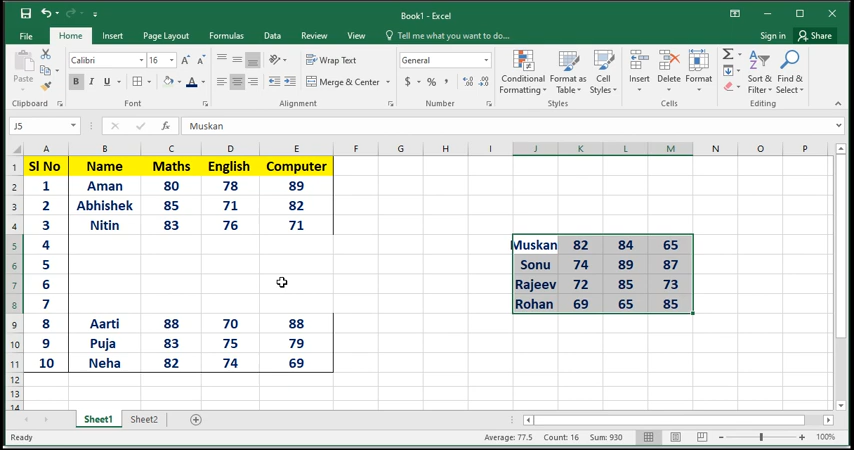 Book1 - Excel
Sign in Share
File Home Insert Page Layout Formulas Data Review View Tell me what you want to do...
Calibri 16 A A Wrap Text General
Paste B I U A Merge & Center $ % , Conditional Formatting Format as Table Cell Styles Insert Delete Format Sort & Filter Find & Select
Clipboard Font Alignment Number Styles Cells Editing
J5 fx Muskan
A B C D E F G H I J K L M N O P
1 Sl No Name Maths English Computer
2 1 Aman 80 78 89
3 2 Abhishek 85 71 82
4 3 Nitin 83 76 71
5 4 Muskan 82 84 65
6 5 Sonu 74 89 87
7 6 Rajeev 72 85 73
8 7 Rohan 69 65 85
9 8 Aarti 88 70 88
10 9 Puja 83 75 79
11 10 Neha 82 74 69
12
13
14
Sheet1 Sheet2
Ready Average: 77.5 Count: 16 Sum: 930 100%